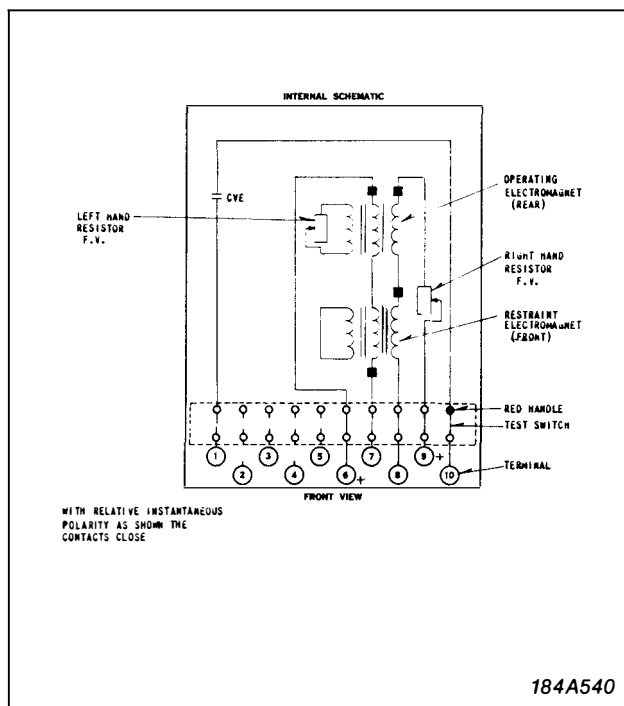 INTERNAL SCHEMATIC
CVE
LEFT HAND
RESISTOR
F.V.
OPERATING
ELECTROMAGNET
(REAR)
RIGHT HAND
RESISTOR
F.V.
RESTRAINT
ELECTROMAGNET
(FRONT)
RED HANDLE
TEST SWITCH
1 3 5 7 9 +
2 4 6 + 8 10
TERMINAL
FRONT VIEW
WITH RELATIVE INSTANTANEOUS
POLARITY AS SHOWN THE
CONTACTS CLOSE
184A540